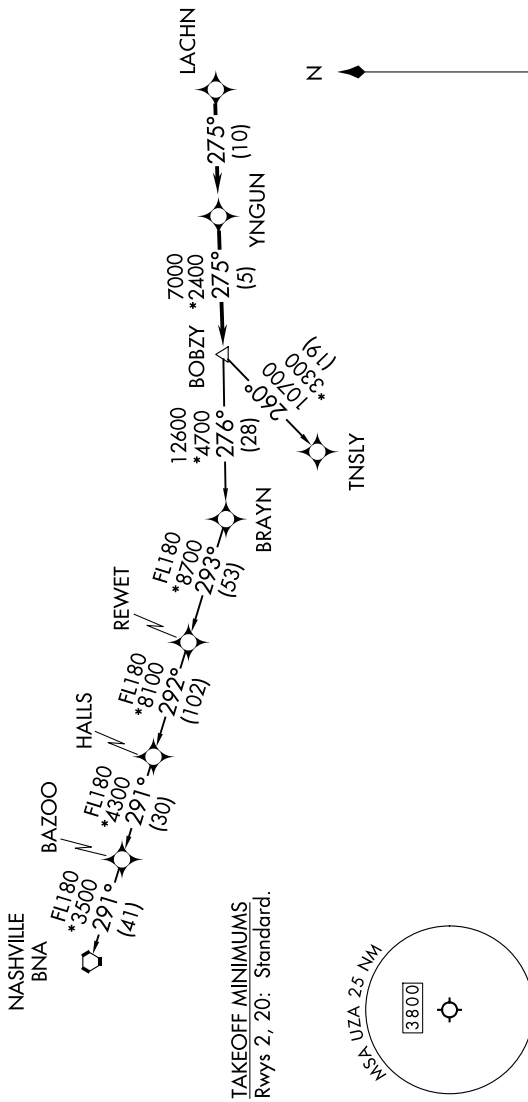 NASHVILLE
BNA
FL180
*3500
291°
(41)
BAZOO
FL180
*4300
291°
(30)
HALLS
FL180
*8100
292°
(102)
REWET
FL180
*8700
293°
(53)
BRAYN
12600
*4700
276°
(28)
BOBZY
7000
*2400
275°
(5)
YNGUN
275°
(10)
LACHN
260°
10700
*3300
(19)
TNSLY
N
TAKEOFF MINIMUMS
Rwys 2, 20: Standard.
MSA UZA 25 NM
3800